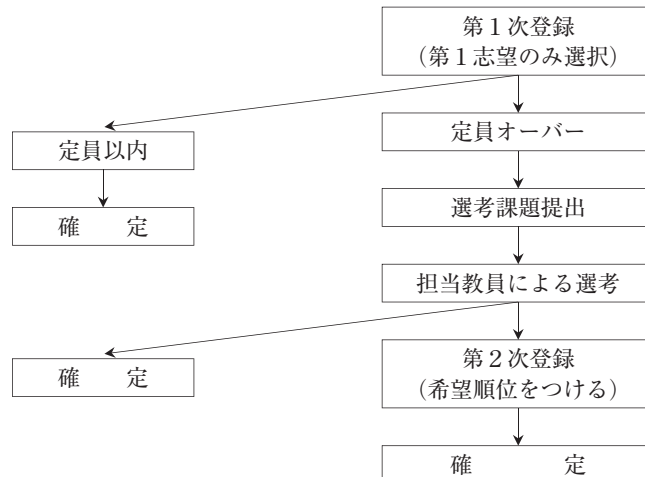 第１次登録
（第１志望のみ選択）
定員以内
定員オーバー
確　　定
選考課題提出
担当教員による選考
確　　定
第２次登録
（希望順位をつける）
確　　　　定